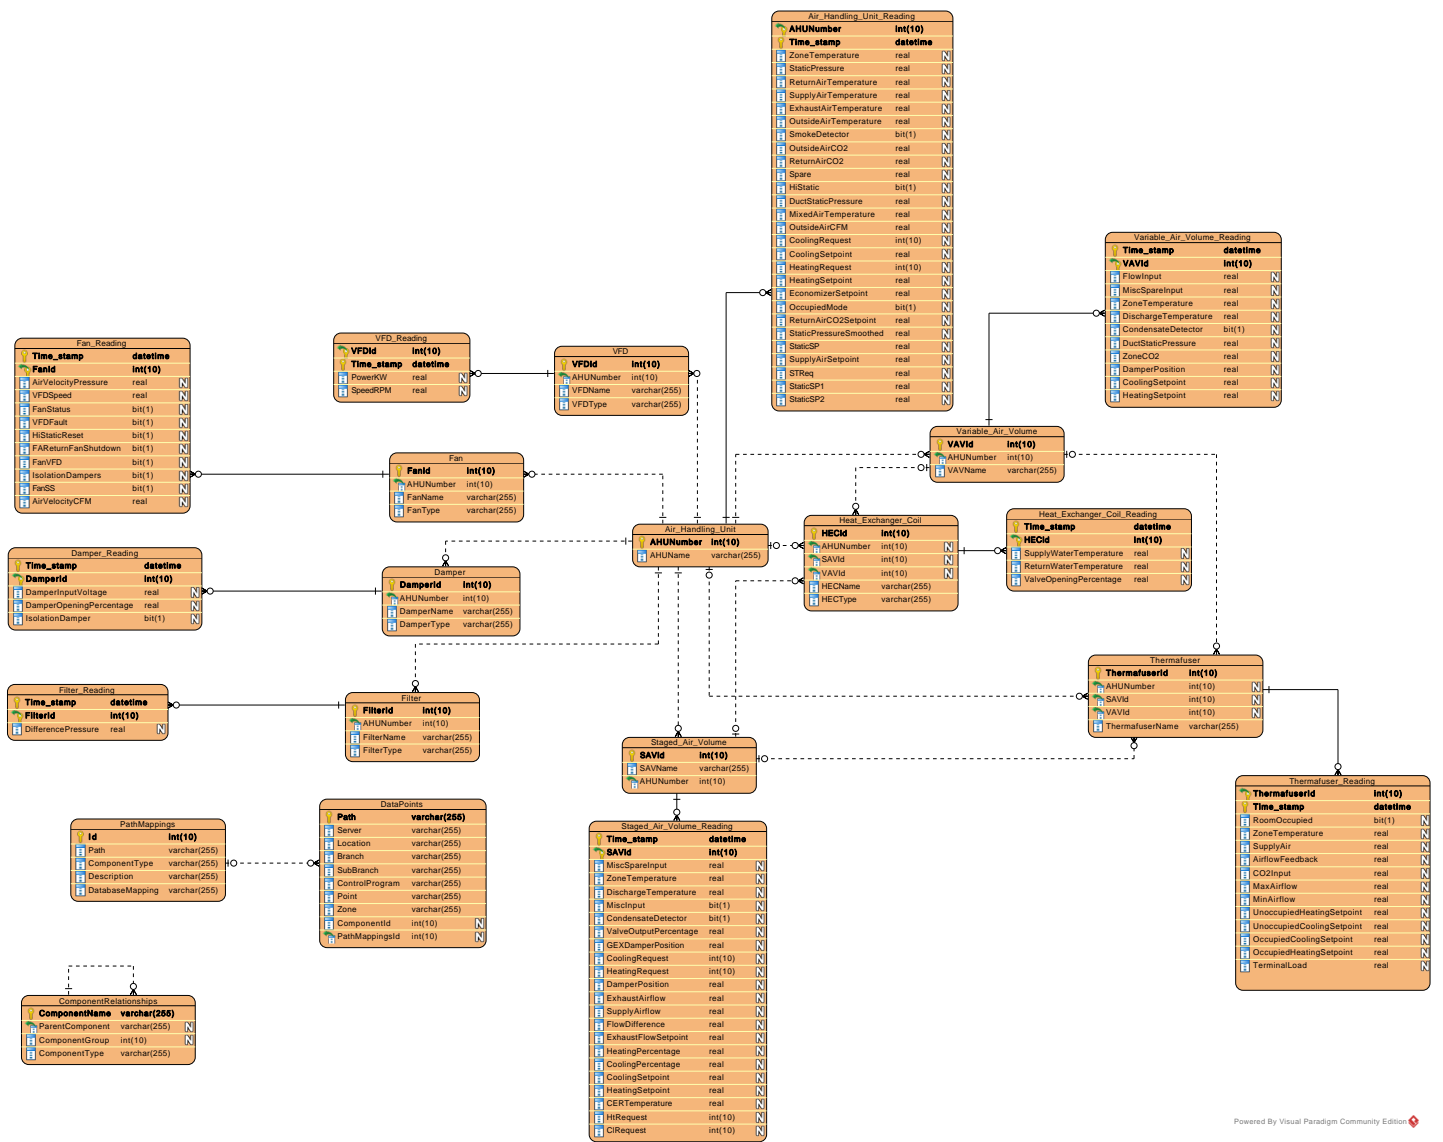 Air_Handling_Unit_Reading
AHUNumber int(10)
Time_stamp datetime
ZoneTemperature real N
StaticPressure real N
ReturnAirTemperature real N
SupplyAirTemperature real N
ExhaustAirTemperature real N
OutsideAirTemperature real N
SmokeDetector bit(1) N
OutsideAirCO2 real N
ReturnAirCO2 real N
Spare real N
HiStatic bit(1) N
DuctStaticPressure real N
MixedAirTemperature real N
OutsideAirCFM real N
CoolingRequest int(10) N
CoolingSetpoint real N
HeatingRequest int(10) N
HeatingSetpoint real N
EconomizerSetpoint real N
OccupiedMode bit(1) N
ReturnAirCO2Setpoint real N
StaticPressureSmoothed real N
StaticSP real N
SupplyAirSetpoint real N
STReq real N
StaticSP1 real N
StaticSP2 real N
Variable_Air_Volume_Reading
Time_stamp datetime
VAVId int(10)
FlowInput real N
MiscSpareInput real N
ZoneTemperature real N
DischargeTemperature real N
CondensateDetector bit(1) N
DuctStaticPressure real N
ZoneCO2 real N
DamperPosition real N
CoolingSetpoint real N
HeatingSetpoint real N
Fan_Reading
Time_stamp datetime
FanId int(10)
AirVelocityPressure real N
VFDSpeed real N
FanStatus bit(1) N
VFDFault bit(1) N
HiStaticReset bit(1) N
FAReturnFanShutdown bit(1) N
FanVFD bit(1) N
IsolationDampers bit(1) N
FanSS bit(1) N
AirVelocityCFM real N
VFD_Reading
VFDId int(10)
Time_stamp datetime
PowerKW real N
SpeedRPM real N
VFD
VFDId int(10)
AHUNumber int(10)
VFDName varchar(255)
VFDType varchar(255)
Fan
FanId int(10)
AHUNumber int(10)
FanName varchar(255)
FanType varchar(255)
Variable_Air_Volume
VAVId int(10)
AHUNumber int(10)
VAVName varchar(255)
Air_Handling_Unit
AHUNumber int(10)
AHUName varchar(255)
Heat_Exchanger_Coil
HECId int(10)
AHUNumber int(10) N
SAVId int(10) N
VAVId int(10) N
HECName varchar(255)
HECType varchar(255)
Heat_Exchanger_Coil_Reading
Time_stamp datetime
HECId int(10)
SupplyWaterTemperature real N
ReturnWaterTemperature real N
ValveOpeningPercentage real N
Damper_Reading
Time_stamp datetime
DamperId int(10)
DamperInputVoltage real N
DamperOpeningPercentage real N
IsolationDamper bit(1) N
Damper
DamperId int(10)
AHUNumber int(10)
DamperName varchar(255)
DamperType varchar(255)
Filter_Reading
Time_stamp datetime
FilterId int(10)
DifferencePressure real N
Filter
FilterId int(10)
AHUNumber int(10)
FilterName varchar(255)
FilterType varchar(255)
Thermafuser
ThermafuserId int(10)
AHUNumber int(10) N
SAVId int(10) N
VAVId int(10) N
ThermafuserName varchar(255)
Staged_Air_Volume
SAVId int(10)
SAVName varchar(255)
AHUNumber int(10)
Thermafuser_Reading
ThermafuserId int(10)
Time_stamp datetime
RoomOccupied bit(1) N
ZoneTemperature real N
SupplyAir real N
AirflowFeedback real N
CO2Input real N
MaxAirflow real N
MinAirflow real N
UnoccupiedHeatingSetpoint real N
UnoccupiedCoolingSetpoint real N
OccupiedCoolingSetpoint real N
OccupiedHeatingSetpoint real N
TerminalLoad real N
PathMappings
Id int(10)
Path varchar(255)
ComponentType varchar(255)
Description varchar(255)
DatabaseMapping varchar(255)
DataPoints
Path varchar(255)
Server varchar(255)
Location varchar(255)
Branch varchar(255)
SubBranch varchar(255)
ControlProgram varchar(255)
Point varchar(255)
Zone varchar(255)
ComponentId int(10) N
PathMappingsId int(10) N
Staged_Air_Volume_Reading
Time_stamp datetime
SAVId int(10)
MiscSpareInput real N
ZoneTemperature real N
DischargeTemperature real N
MiscInput bit(1) N
CondensateDetector bit(1) N
ValveOutputPercentage real N
GEXDamperPosition real N
CoolingRequest int(10) N
HeatingRequest int(10) N
DamperPosition real N
ExhaustAirflow real N
SupplyAirflow real N
FlowDifference real N
ExhaustFlowSetpoint real N
HeatingPercentage real N
CoolingPercentage real N
CoolingSetpoint real N
HeatingSetpoint real N
CERTemperature real N
HtRequest int(10) N
ClRequest int(10) N
ComponentRelationships
ComponentName varchar(255)
ParentComponent varchar(255) N
ComponentGroup int(10) N
ComponentType varchar(255)
Powered By Visual Paradigm Community Edition